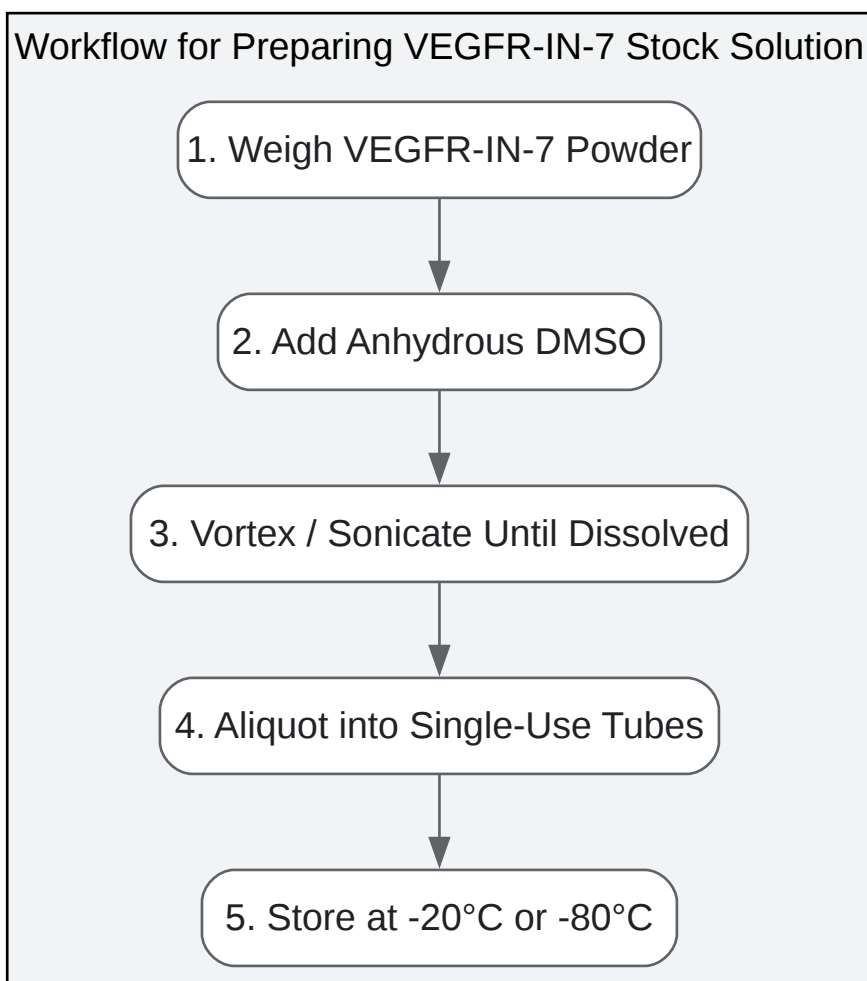 Workflow for Preparing VEGFR-IN-7 Stock Solution
1. Weigh VEGFR-IN-7 Powder
2. Add Anhydrous DMSO
3. Vortex / Sonicate Until Dissolved
4. Aliquot into Single-Use Tubes
5. Store at -20°C or -80°C